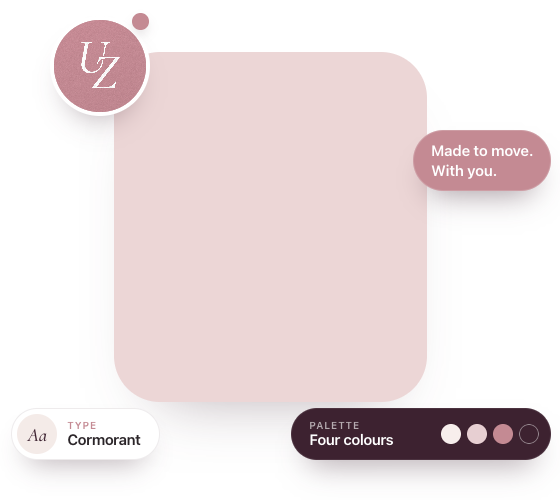 UZ
Made to move.
With you.
Aa
TYPE
Cormorant
PALETTE
Four colours